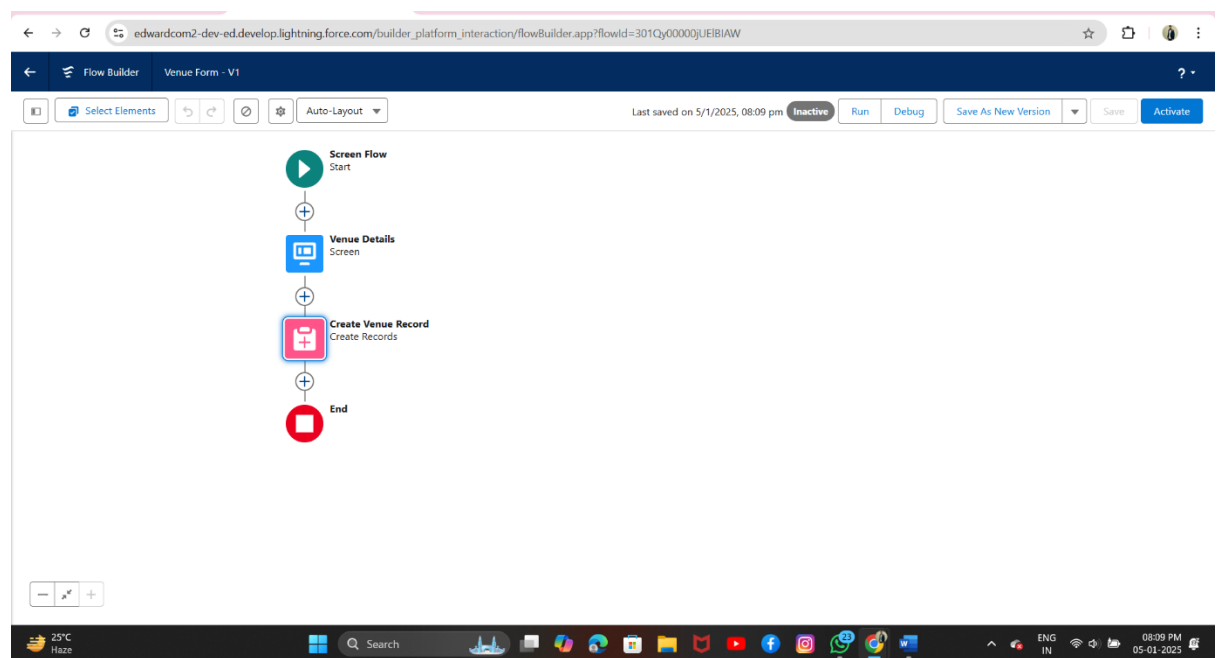 edwardcom2-dev-ed.develop.lightning.force.com/builder_platform_interaction/flowBuilder.app?flowId=301Qy00000jUElBIAW
Flow Builder Venue Form - V1 ?
Select Elements Auto-Layout Last saved on 5/1/2025, 08:09 pm Inactive Run Debug Save As New Version Save Activate
Screen Flow
Start
Venue Details
Screen
Create Venue Record
Create Records
End
25°C
Haze
Search
23
ENG
IN
08:09 PM
05-01-2025